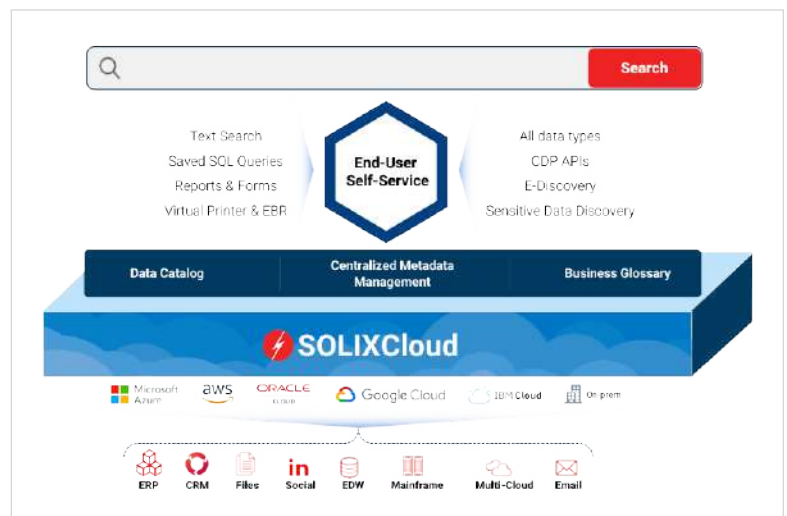 Search
Text Search
Saved SQL Queries
Reports & Forms
Virtual Printer & EBR
End-User
Self-Service
All data types
CDP APIs
E-Discovery
Sensitive Data Discovery
Data Catalog
Centralized Metadata
Management
Business Glossary
SOLIXCloud
Microsoft
Azure
aws
ORACLE
CLOUD
Google Cloud
IBM Cloud
On-prem
ERP
CRM
Files
in
Social
EDW
Mainframe
Multi-Cloud
Email